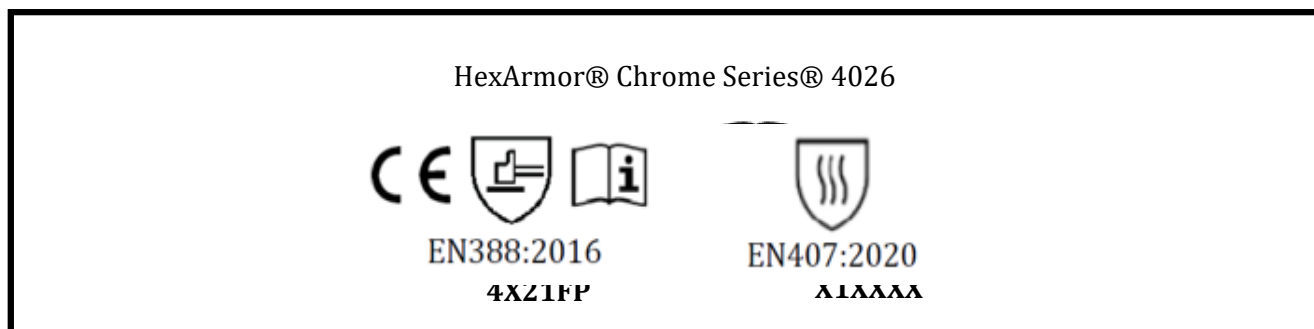 HexArmor® Chrome Series® 4026
CE i
EN388:2016 EN407:2020
4X21FP X1XXXX